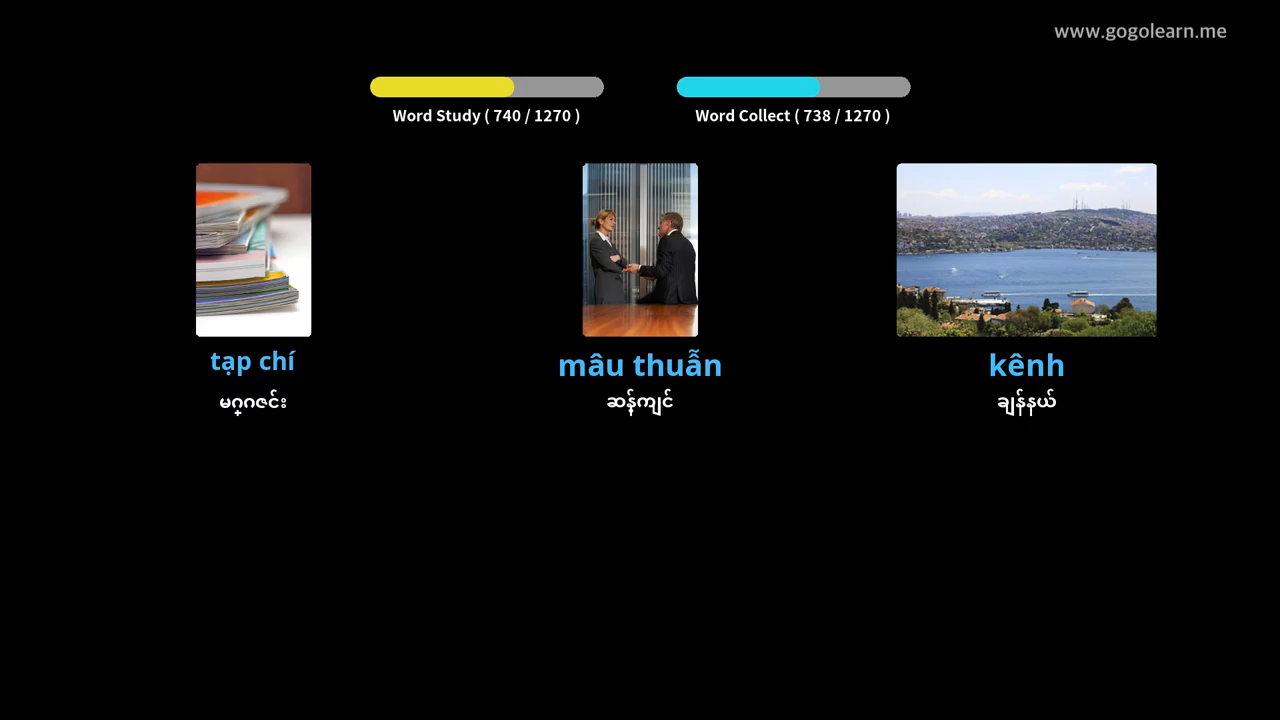 www.gogolearn.me
Word Study ( 740 / 1270 )
Word Collect ( 738 / 1270 )
tạp chí
mâu thuẫn
kênh
မဂ္ဂဇင်း
ဆန့်ကျင်
ချန်နယ်